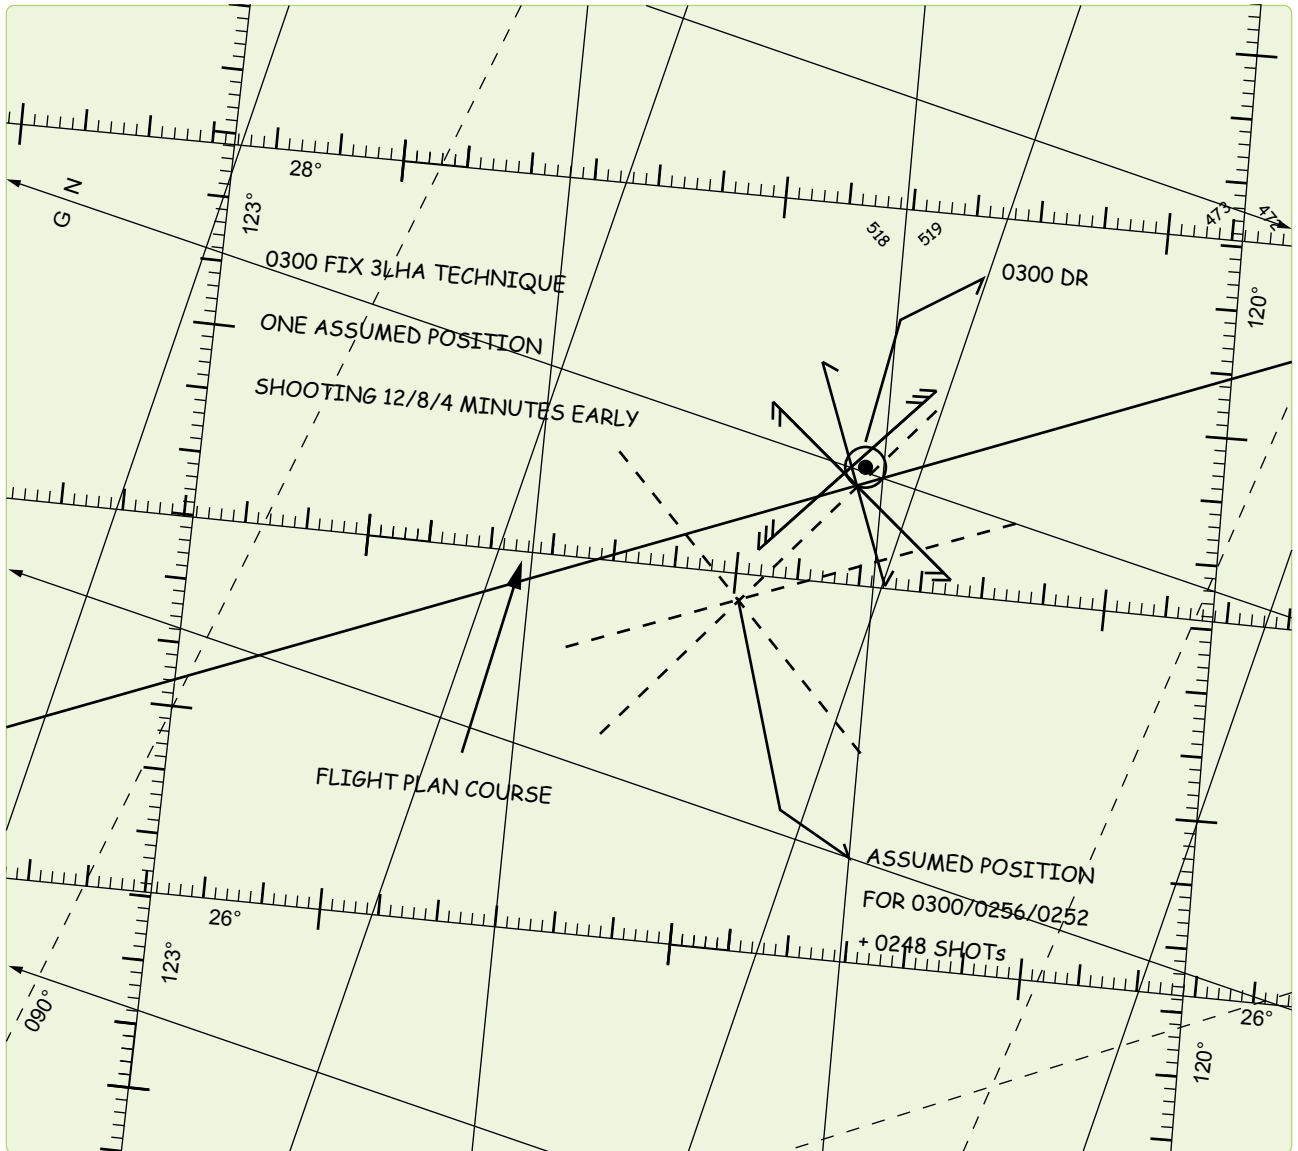 28°
G N
123°
518
519
473
472
0300 FIX 3LHA TECHNIQUE
0300 DR
120°
ONE ASSUMED POSITION
SHOOTING 12/8/4 MINUTES EARLY
FLIGHT PLAN COURSE
ASSUMED POSITION
FOR 0300/0256/0252
+ 0248 SHOTs
26°
123°
090°
26°
120°